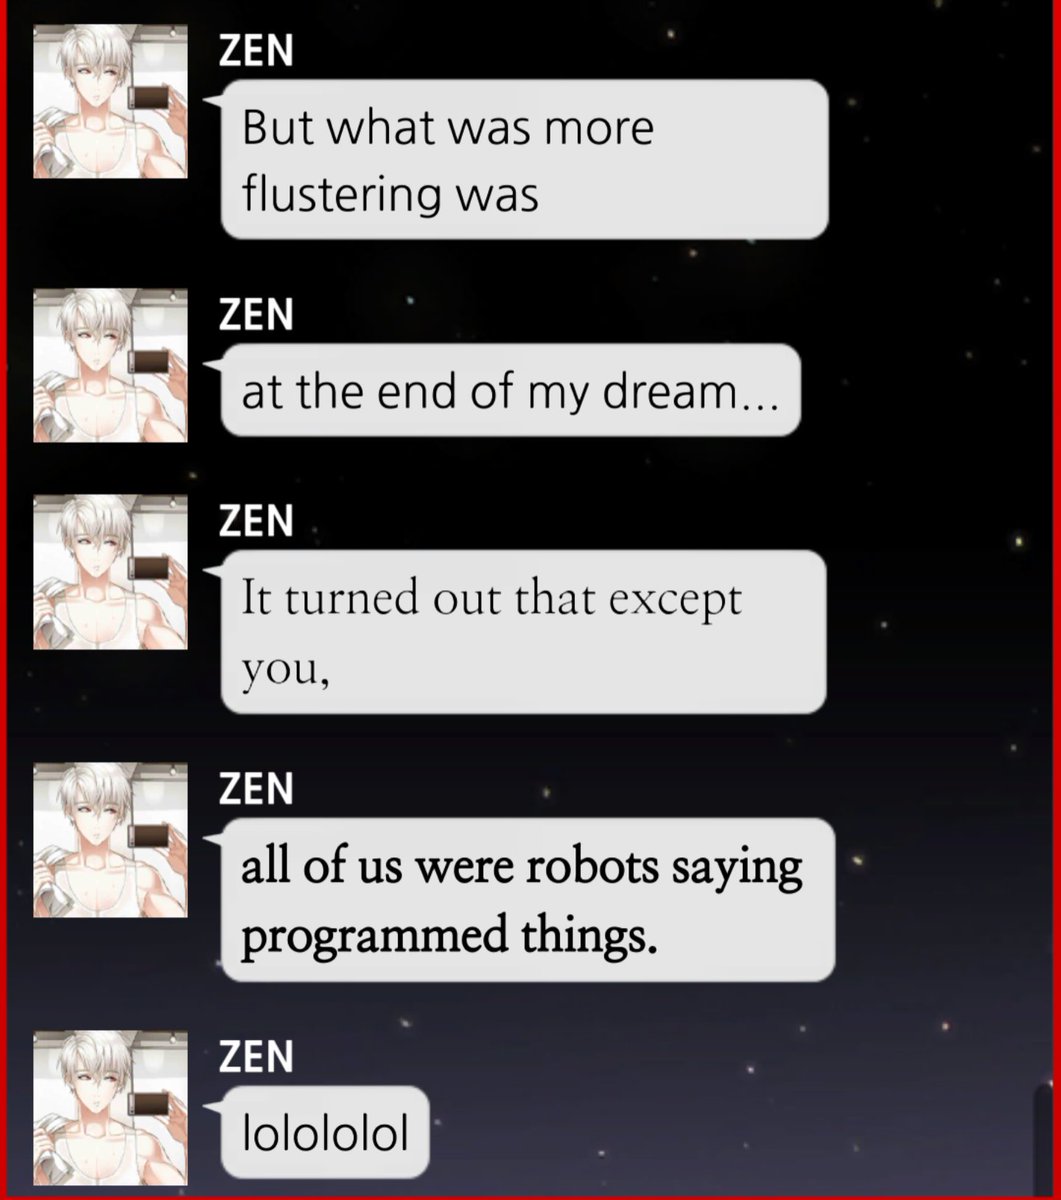 ZEN
But what was more
flustering was
ZEN
at the end of my dream...
ZEN
It turned out that except
you,
ZEN
all of us were robots saying
programmed things.
ZEN
lolololol